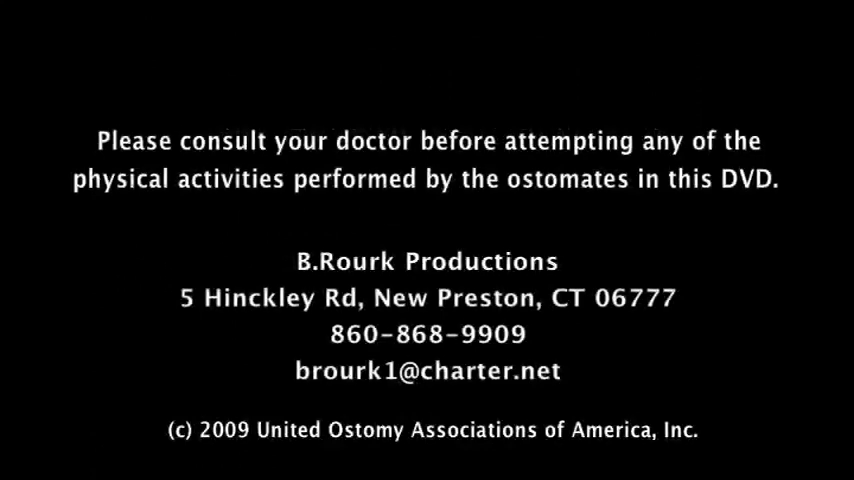 Please consult your doctor before attempting any of the
physical activities performed by the ostomates in this DVD.
B.Rourk Productions
5 Hinckley Rd, New Preston, CT 06777
860-868-9909
brourk1@charter.net
(c) 2009 United Ostomy Associations of America, Inc.